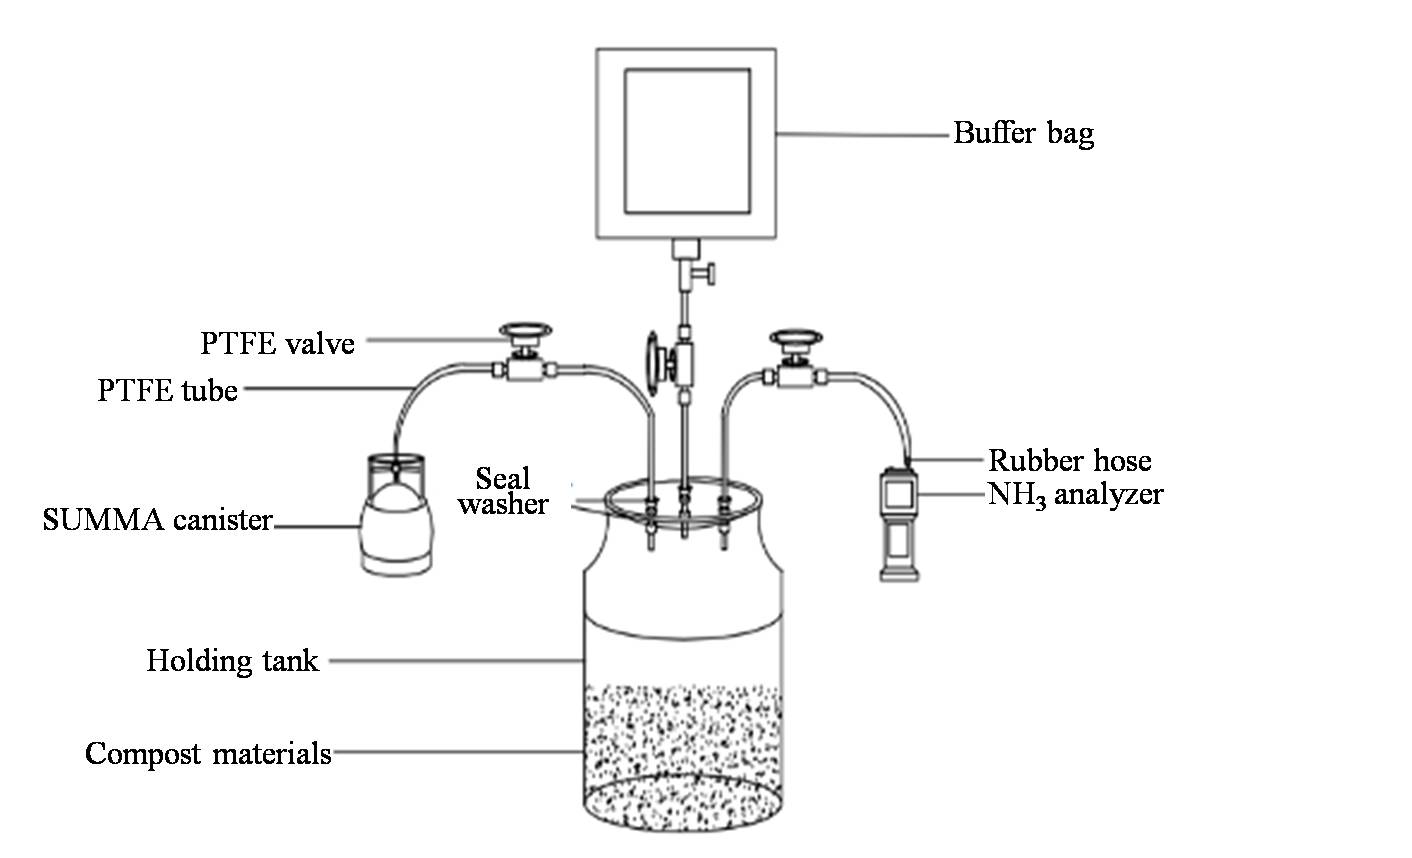 Buffer bag
PTFE valve
PTFE tube
Rubber hose
Seal
washer
NH₃ analyzer
SUMMA canister
Holding tank
Compost materials